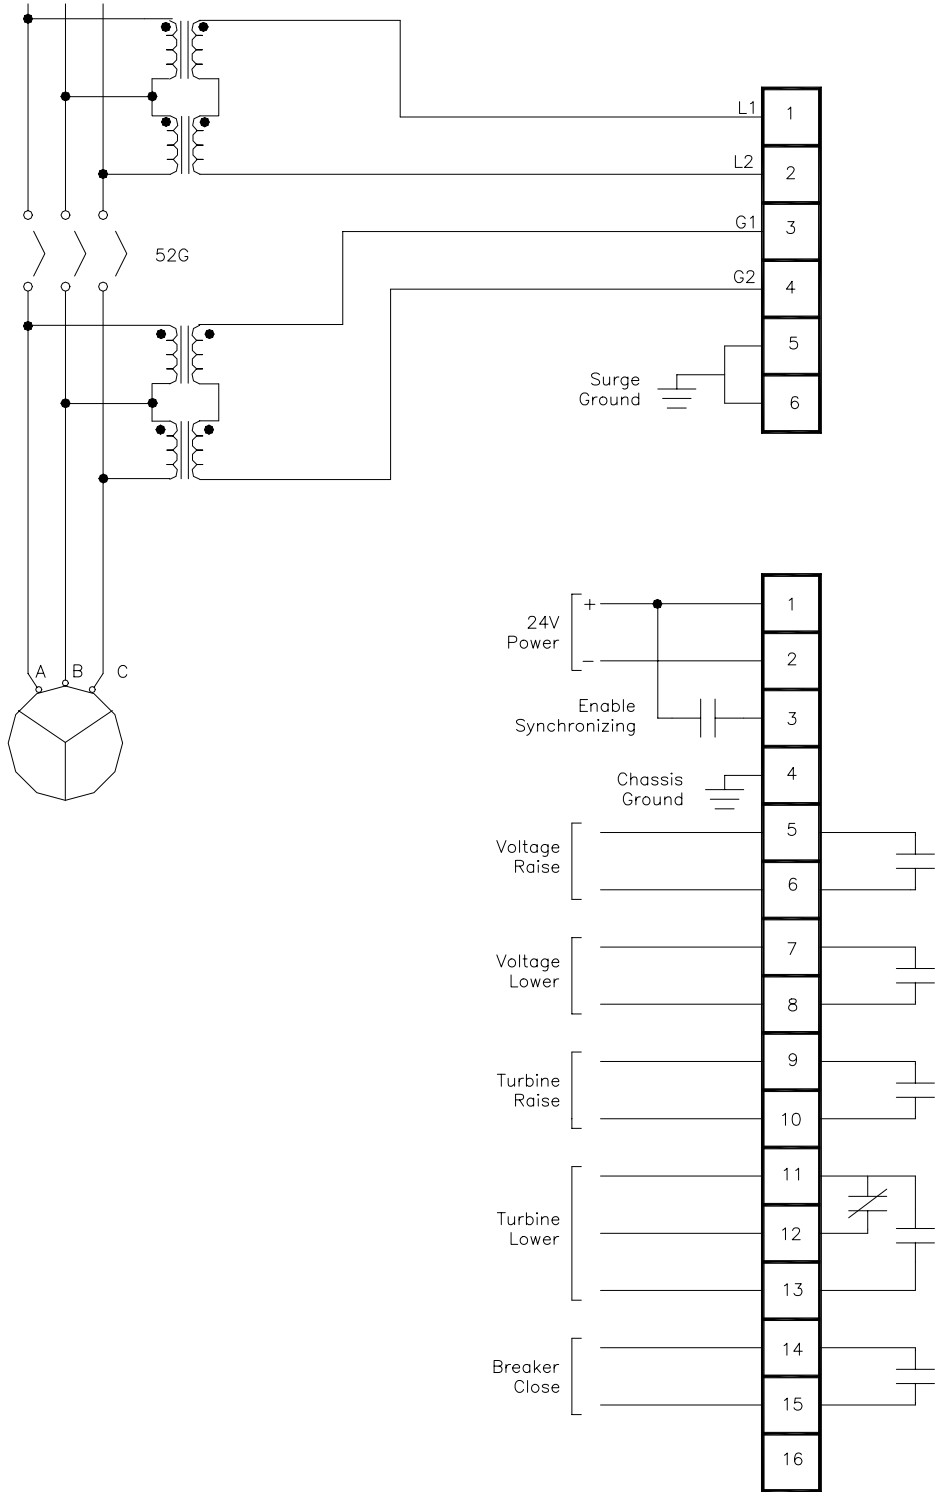 L1
1
L2
2
G1
3
52G
G2
4
5
Surge
Ground
6
+
1
24V
Power
−
2
A
B
C
Enable
Synchronizing
3
Chassis
Ground
4
5
Voltage
Raise
6
7
Voltage
Lower
8
9
Turbine
Raise
10
11
Turbine
Lower
12
13
14
Breaker
Close
15
16